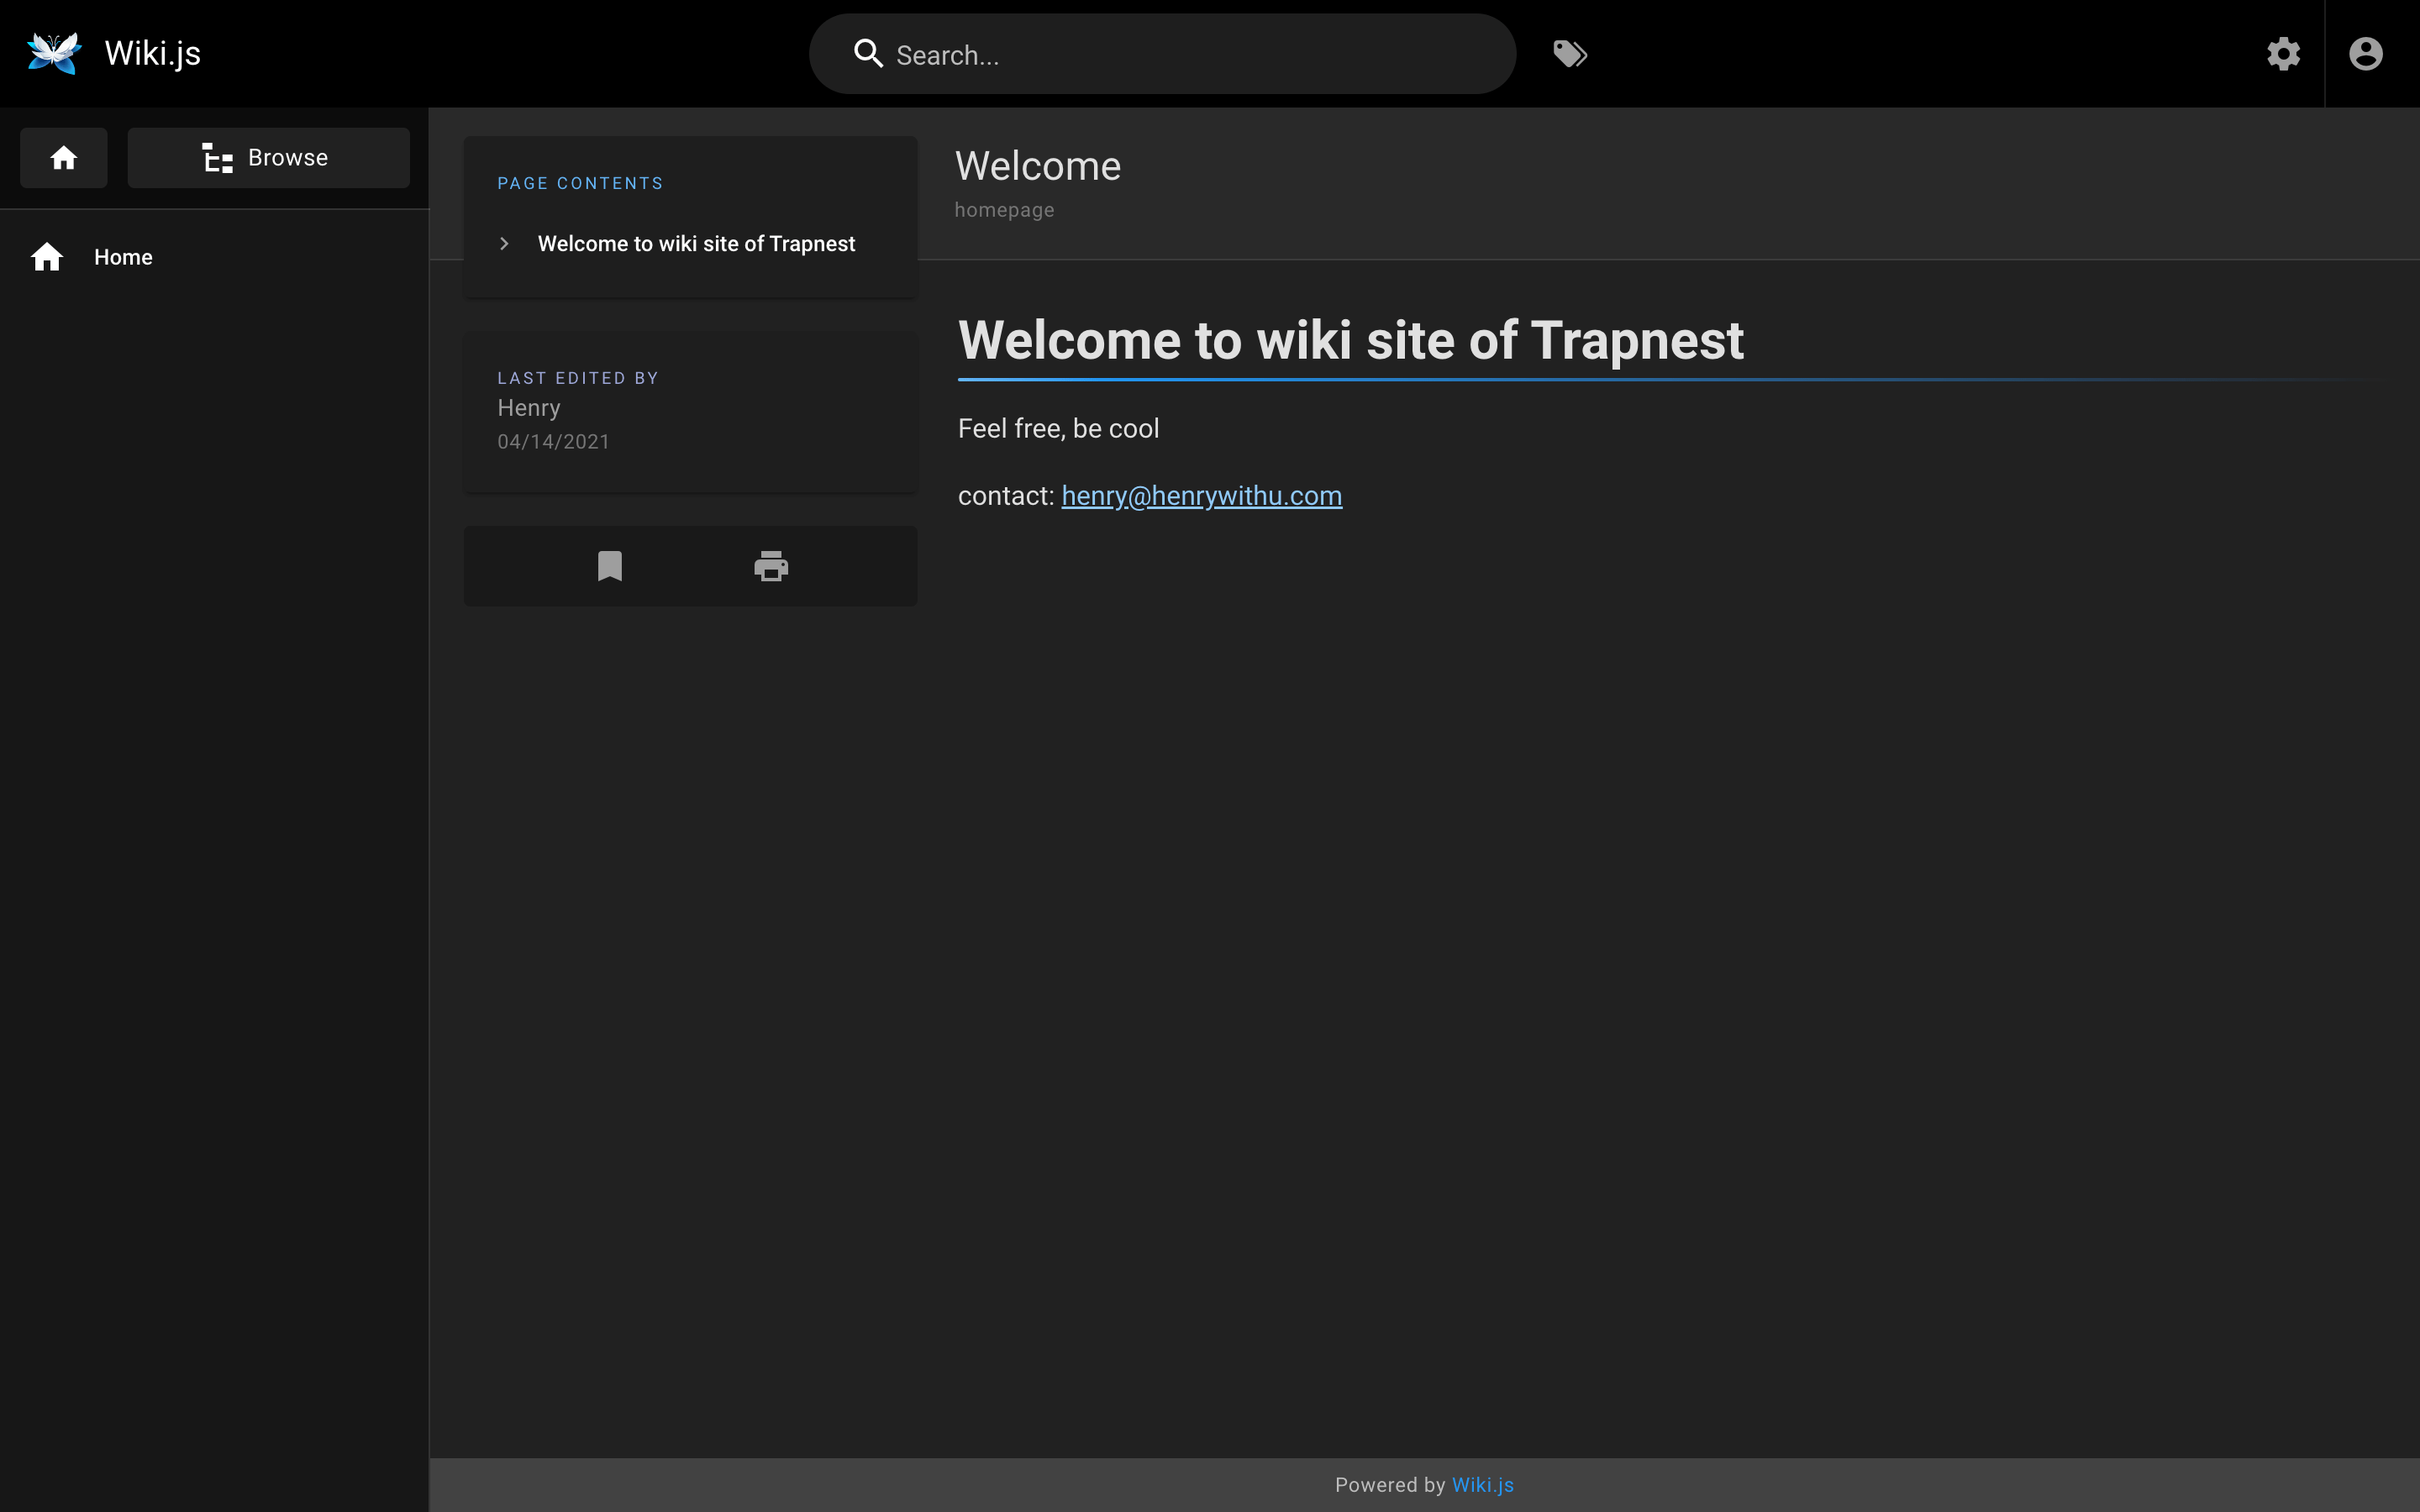 Wiki.js
Search...
Browse
Home
PAGE CONTENTS
Welcome to wiki site of Trapnest
LAST EDITED BY
Henry
04/14/2021
Welcome
homepage
Welcome to wiki site of Trapnest
Feel free, be cool
contact: henry@henrywithu.com
Powered by Wiki.js